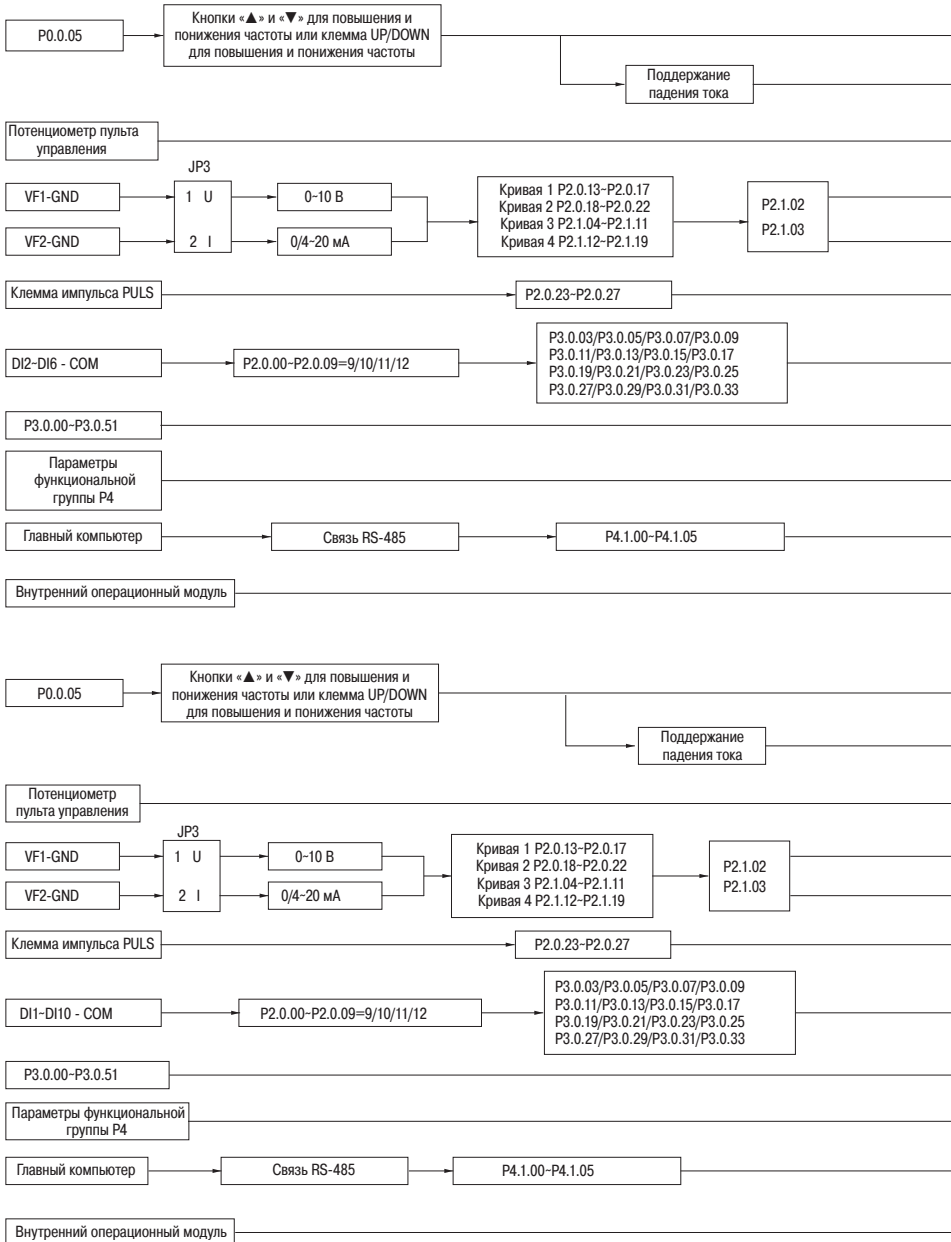 P0.0.05
Кнопки «▲» и «▼» для повышения и
понижения частоты или клемма UP/DOWN
для повышения и понижения частоты
Поддержание
падения тока
Потенциометр пульта
управления
JP3
VF1-GND
1 U
0~10 В
VF2-GND
2 I
0/4~20 мА
Кривая 1 P2.0.13~P2.0.17
Кривая 2 P2.0.18~P2.0.22
Кривая 3 P2.1.04~P2.1.11
Кривая 4 P2.1.12~P2.1.19
P2.1.02
P2.1.03
Клемма импульса PULS
P2.0.23~P2.0.27
DI2~DI6 - COM
P2.0.00~P2.0.09=9/10/11/12
P3.0.03/P3.0.05/P3.0.07/P3.0.09
P3.0.11/P3.0.13/P3.0.15/P3.0.17
P3.0.19/P3.0.21/P3.0.23/P3.0.25
P3.0.27/P3.0.29/P3.0.31/P3.0.33
P3.0.00~P3.0.51
Параметры
функциональной
группы P4
Главный компьютер
Связь RS-485
P4.1.00~P4.1.05
Внутренний операционный модуль
P0.0.05
Кнопки «▲» и «▼» для повышения и
понижения частоты или клемма UP/DOWN
для повышения и понижения частоты
Поддержание
падения тока
Потенциометр
пульта управления
JP3
VF1-GND
1 U
0~10 В
VF2-GND
2 I
0/4~20 мА
Кривая 1 P2.0.13~P2.0.17
Кривая 2 P2.0.18~P2.0.22
Кривая 3 P2.1.04~P2.1.11
Кривая 4 P2.1.12~P2.1.19
P2.1.02
P2.1.03
Клемма импульса PULS
P2.0.23~P2.0.27
DI1~DI10 - COM
P2.0.00~P2.0.09=9/10/11/12
P3.0.03/P3.0.05/P3.0.07/P3.0.09
P3.0.11/P3.0.13/P3.0.15/P3.0.17
P3.0.19/P3.0.21/P3.0.23/P3.0.25
P3.0.27/P3.0.29/P3.0.31/P3.0.33
P3.0.00~P3.0.51
Параметры функциональной
группы P4
Главный компьютер
Связь RS-485
P4.1.00~P4.1.05
Внутренний операционный модуль